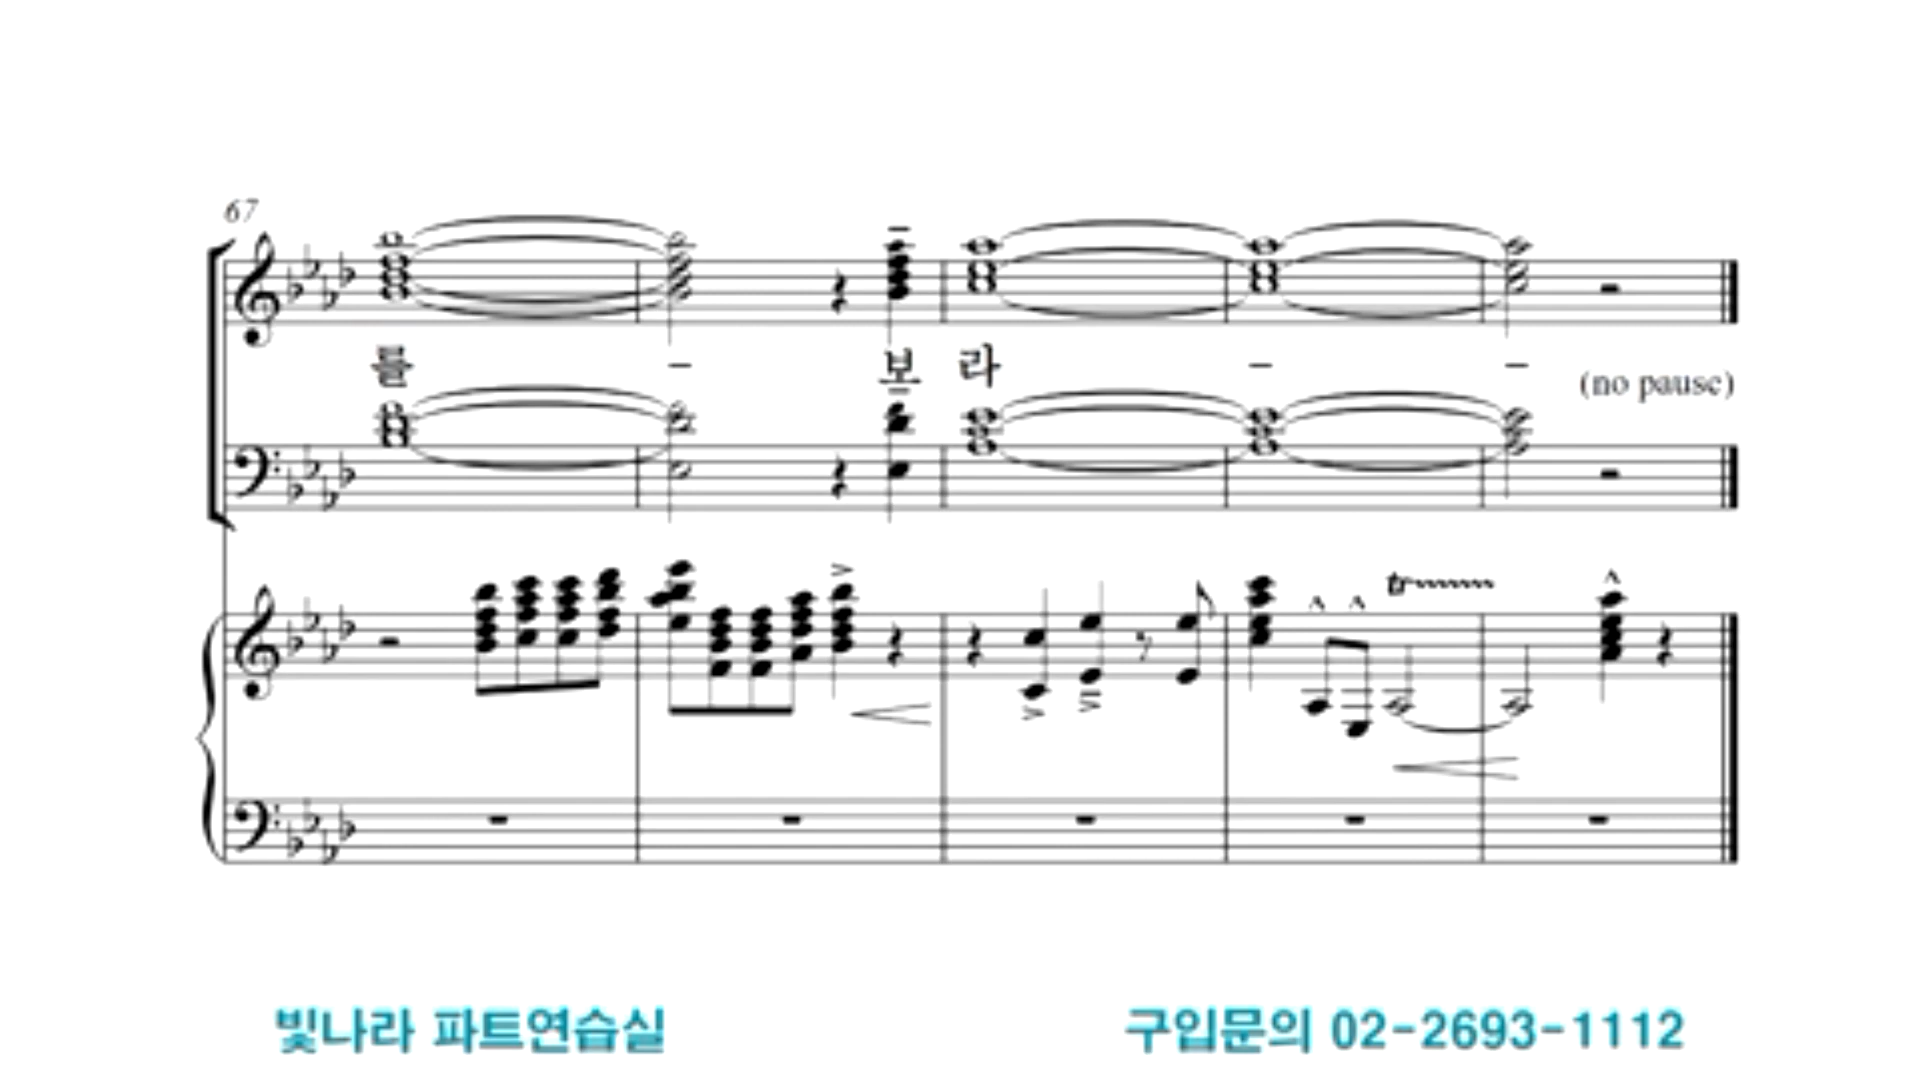 67
를 - 보 라 - -
(no pause)
tr
빛나라 파트연습실
구입문의 02-2693-1112